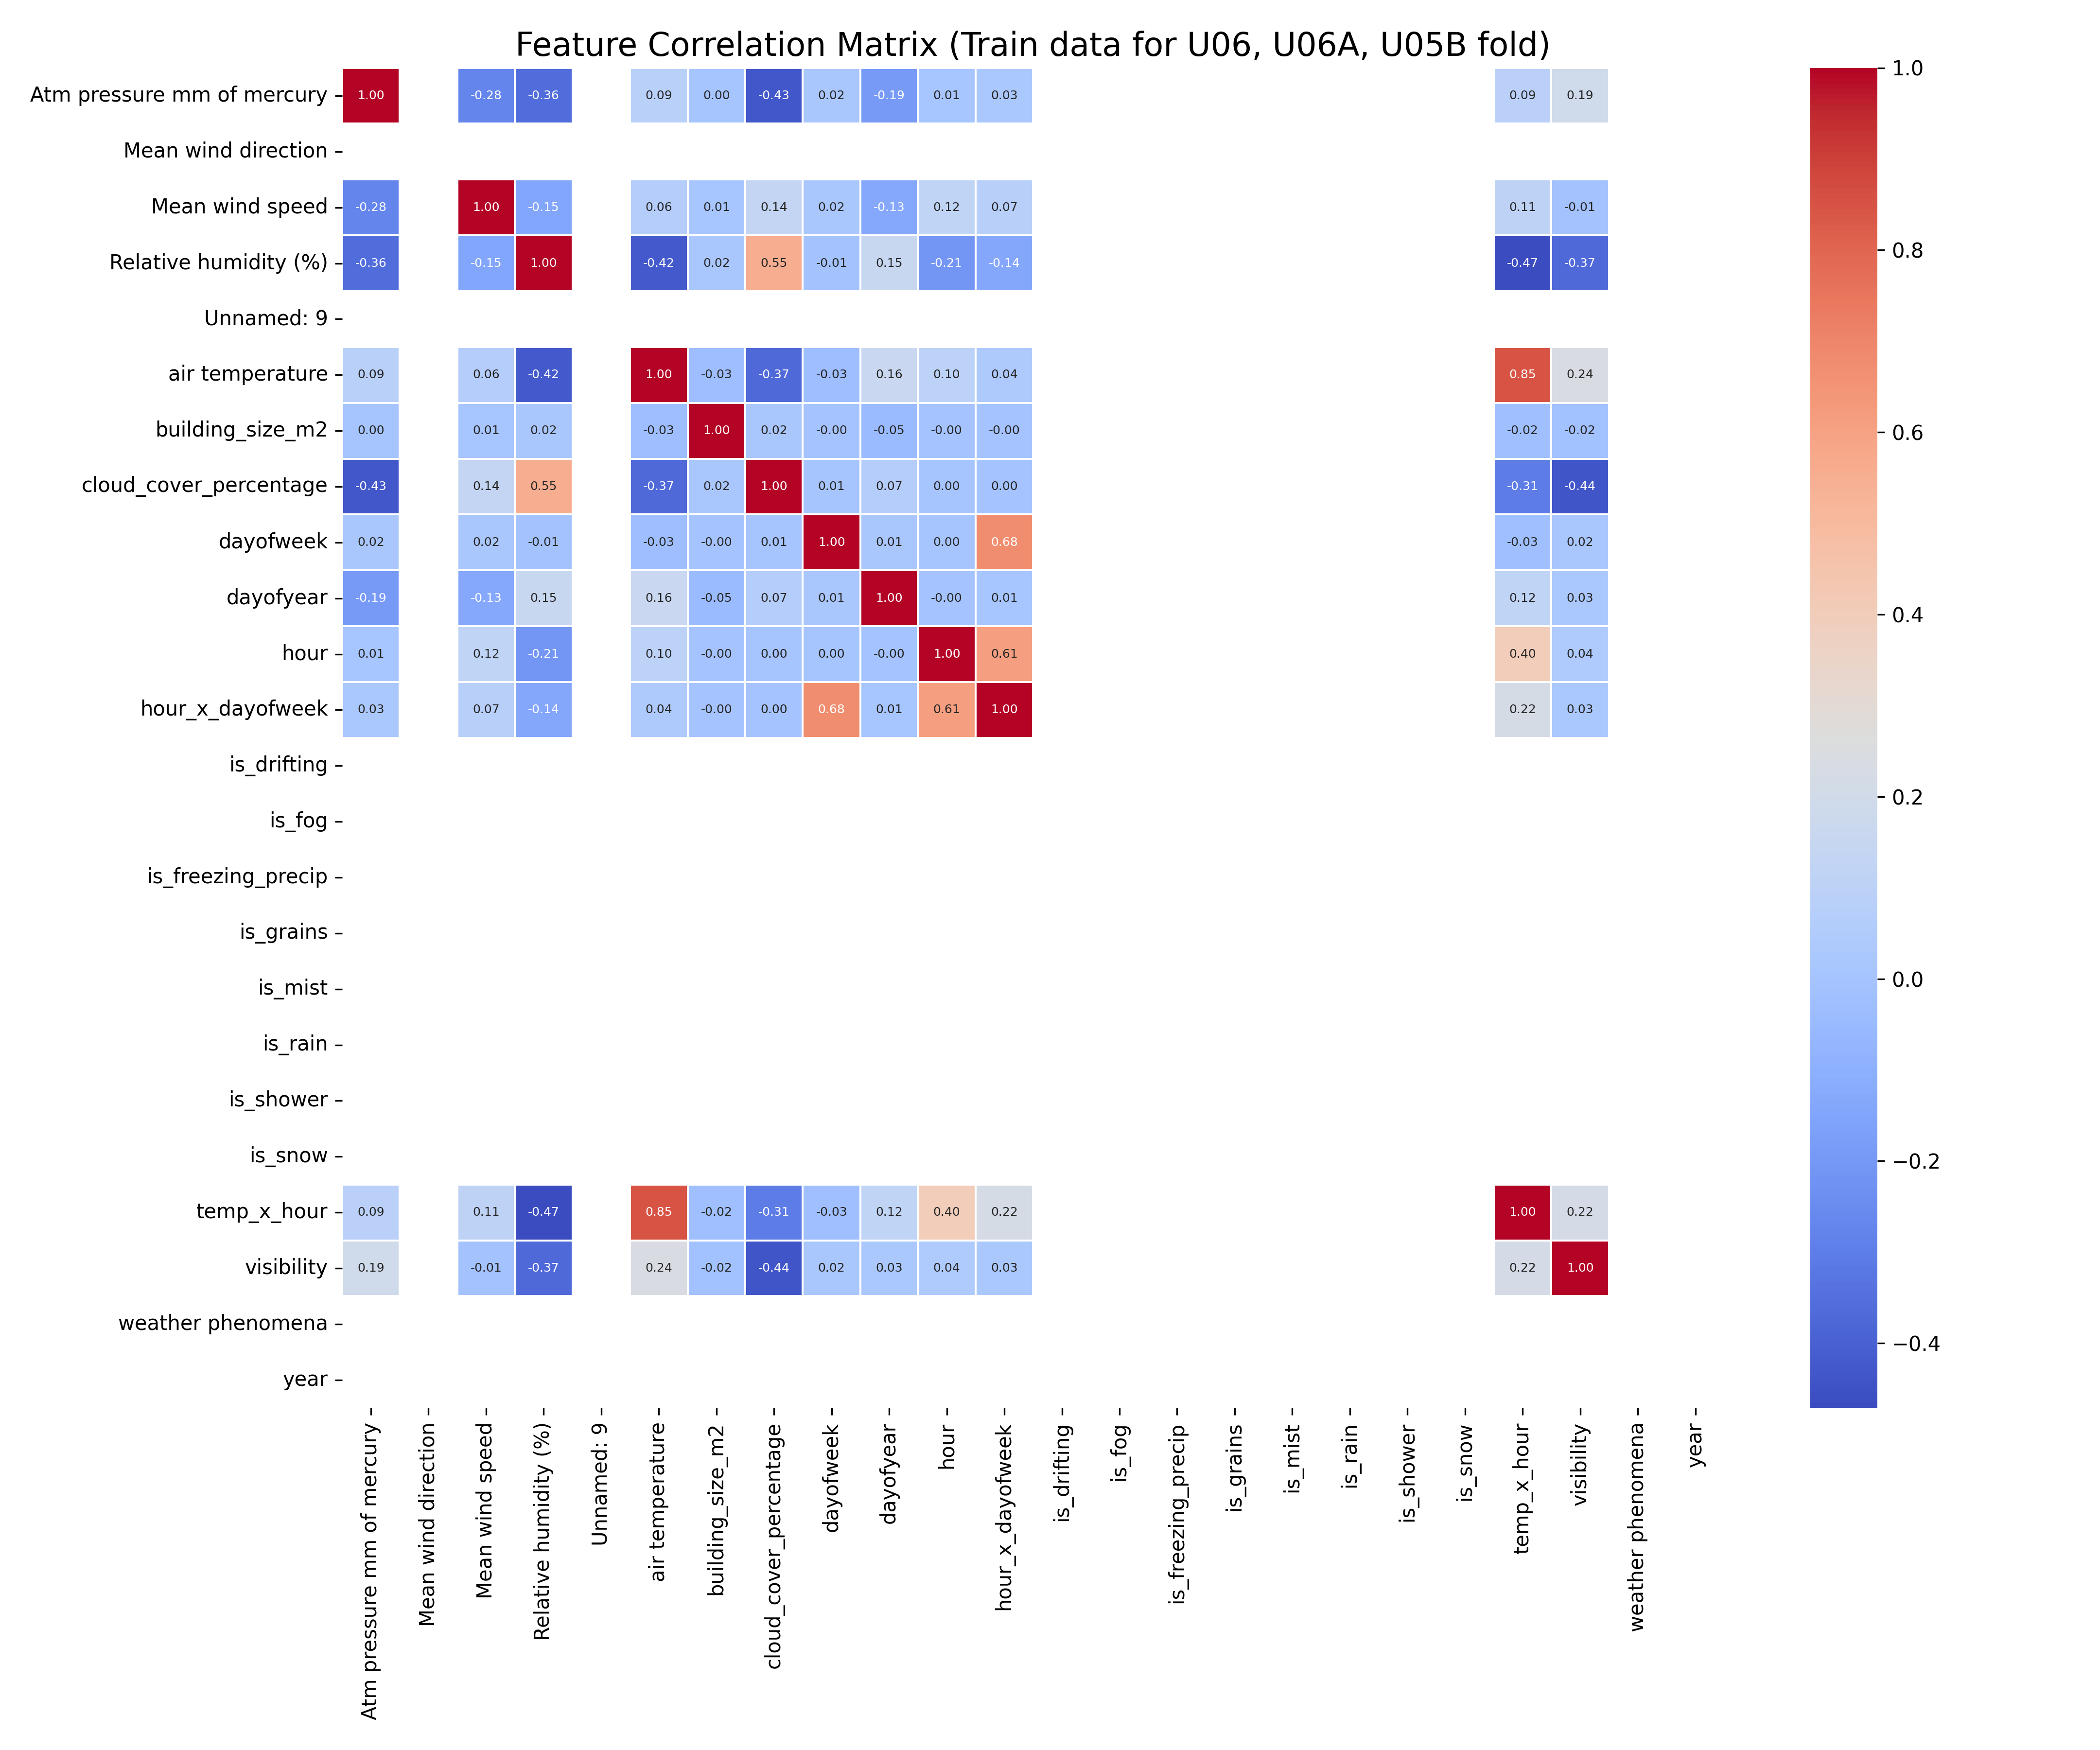 Feature Correlation Matrix (Train data for U06, U06A, U05B fold)
Atm pressure mm of mercury 1.00 -0.28 -0.36 0.09 0.00 -0.43 0.02 -0.19 0.01 0.03 0.09 0.19
Mean wind direction
Mean wind speed -0.28 1.00 -0.15 0.06 0.01 0.14 0.02 -0.13 0.12 0.07 0.11 -0.01
Relative humidity (%) -0.36 -0.15 1.00 -0.42 0.02 0.55 -0.01 0.15 -0.21 -0.14 -0.47 -0.37
Unnamed: 9
air temperature 0.09 0.06 -0.42 1.00 -0.03 -0.37 -0.03 0.16 0.10 0.04 0.85 0.24
building_size_m2 0.00 0.01 0.02 -0.03 1.00 0.02 -0.00 -0.05 -0.00 -0.00 -0.02 -0.02
cloud_cover_percentage -0.43 0.14 0.55 -0.37 0.02 1.00 0.01 0.07 0.00 0.00 -0.31 -0.44
dayofweek 0.02 0.02 -0.01 -0.03 -0.00 0.01 1.00 0.01 0.00 0.68 -0.03 0.02
dayofyear -0.19 -0.13 0.15 0.16 -0.05 0.07 0.01 1.00 -0.00 0.01 0.12 0.03
hour 0.01 0.12 -0.21 0.10 -0.00 0.00 0.00 -0.00 1.00 0.61 0.40 0.04
hour_x_dayofweek 0.03 0.07 -0.14 0.04 -0.00 0.00 0.68 0.01 0.61 1.00 0.22 0.03
is_drifting
is_fog
is_freezing_precip
is_grains
is_mist
is_rain
is_shower
is_snow
temp_x_hour 0.09 0.11 -0.47 0.85 -0.02 -0.31 -0.03 0.12 0.40 0.22 1.00 0.22
visibility 0.19 -0.01 -0.37 0.24 -0.02 -0.44 0.02 0.03 0.04 0.03 0.22 1.00
weather phenomena
year
Atm pressure mm of mercury
Mean wind direction
Mean wind speed
Relative humidity (%)
Unnamed: 9
air temperature
building_size_m2
cloud_cover_percentage
dayofweek
dayofyear
hour
hour_x_dayofweek
is_drifting
is_fog
is_freezing_precip
is_grains
is_mist
is_rain
is_shower
is_snow
temp_x_hour
visibility
weather phenomena
year
1.0
0.8
0.6
0.4
0.2
0.0
−0.2
−0.4